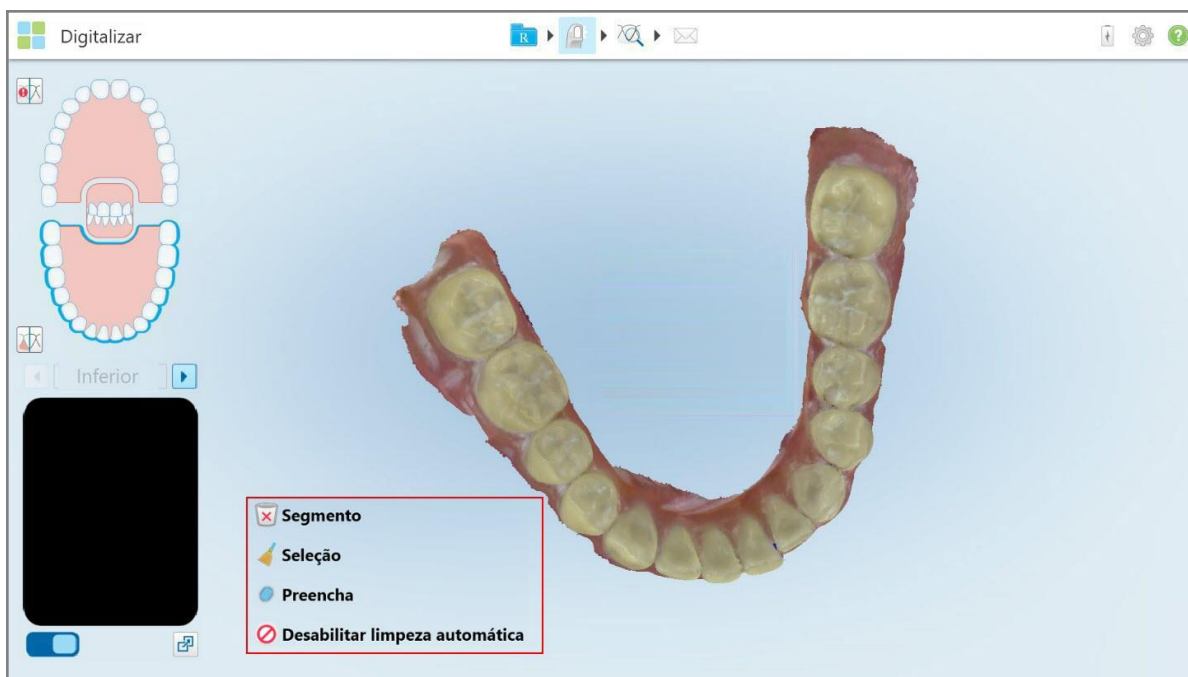 Digitalizar
R
?
Inferior
Segmento
Seleção
Preencha
Desabilitar limpeza automática